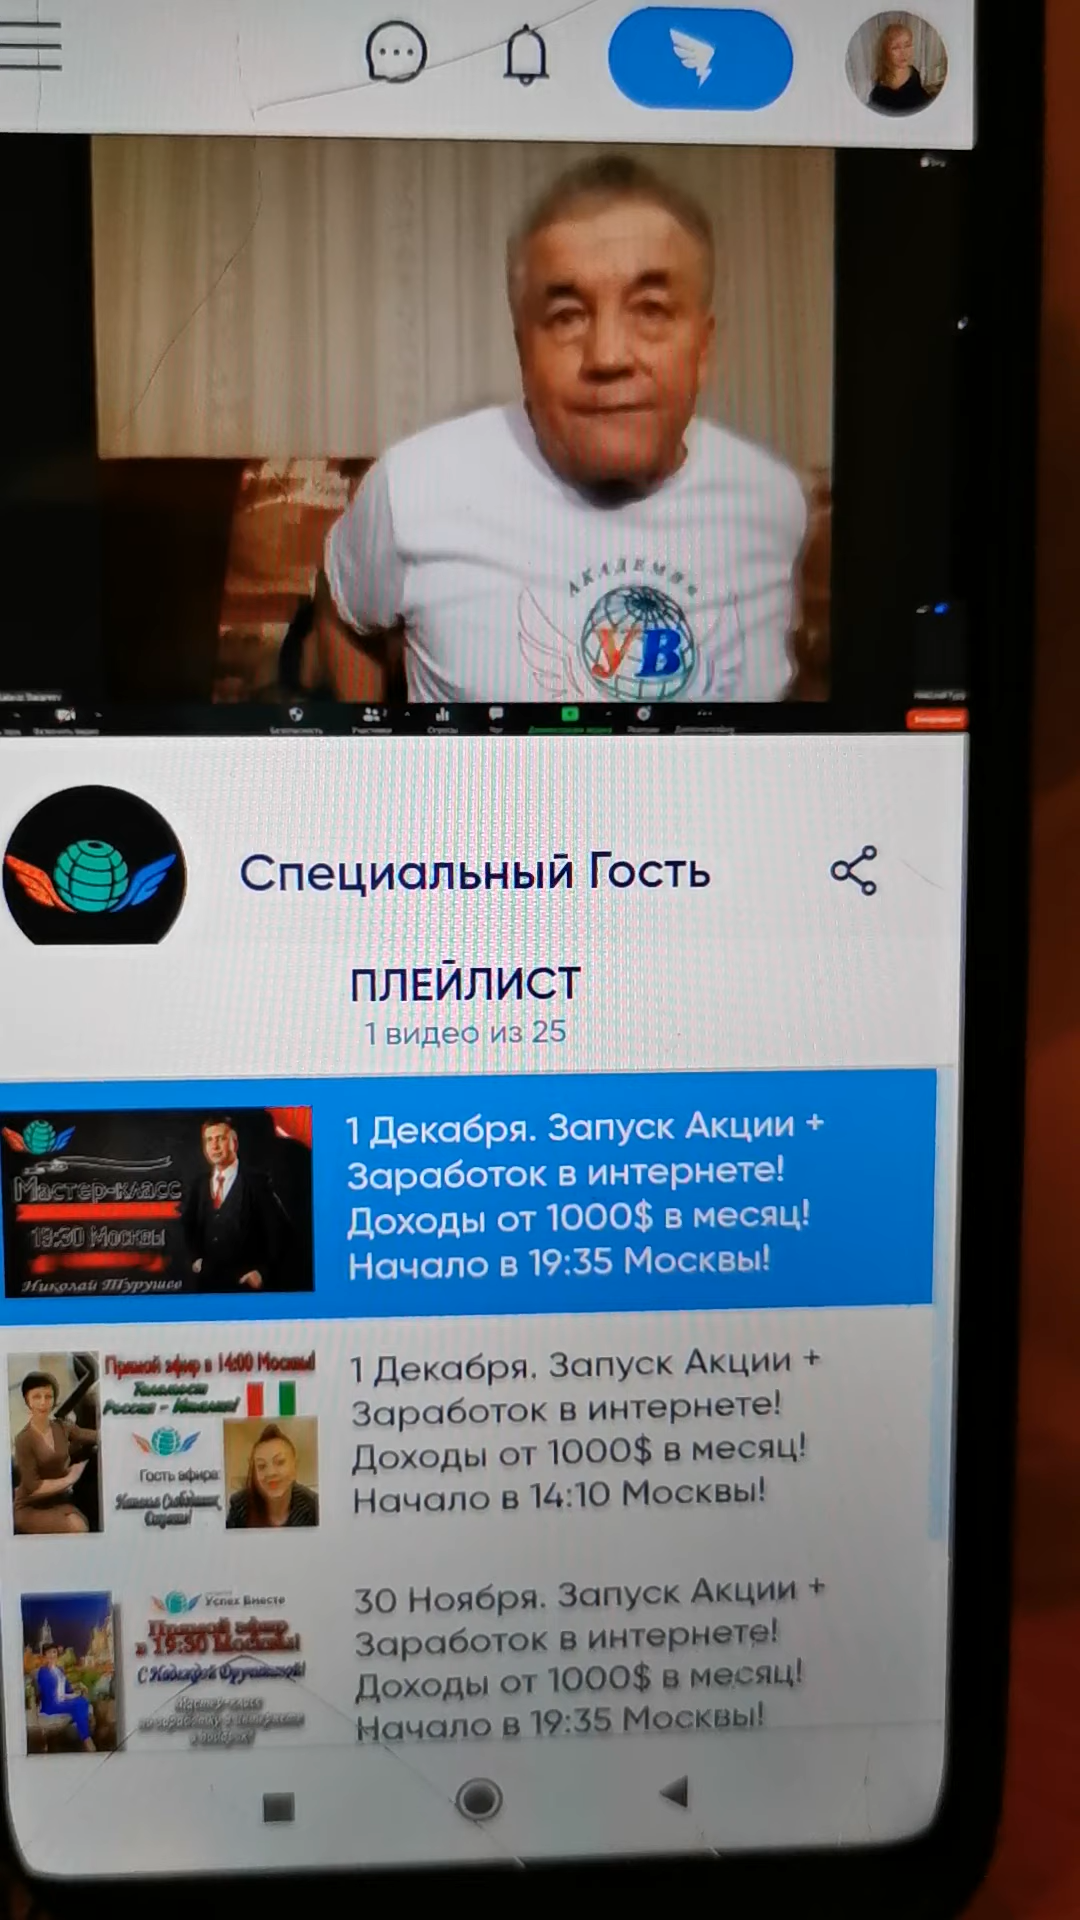 АКАДЕМИЯ
УВ
Специальный Гость
ПЛЕЙЛИСТ
1 видео из 25
Мастер-класс
19:30 Москвы
Николай
1 Декабря. Запуск Акции +
Заработок в интернете!
Доходы от 1000$ в месяц!
Начало в 19:35 Москвы!
Прямой эфир в 14:00 Москвы!
Телемост
Россия -
Гость эфира:
1 Декабря. Запуск Акции +
Заработок в интернете!
Доходы от 1000$ в месяц!
Начало в 14:10 Москвы!
Успех Вместе
Прямой эфир
в 19:30 Москвы!
С Надеждой
30 Ноября. Запуск Акции +
Заработок в интернете!
Доходы от 1000$ в месяц!
Начало в 19:35 Москвы!